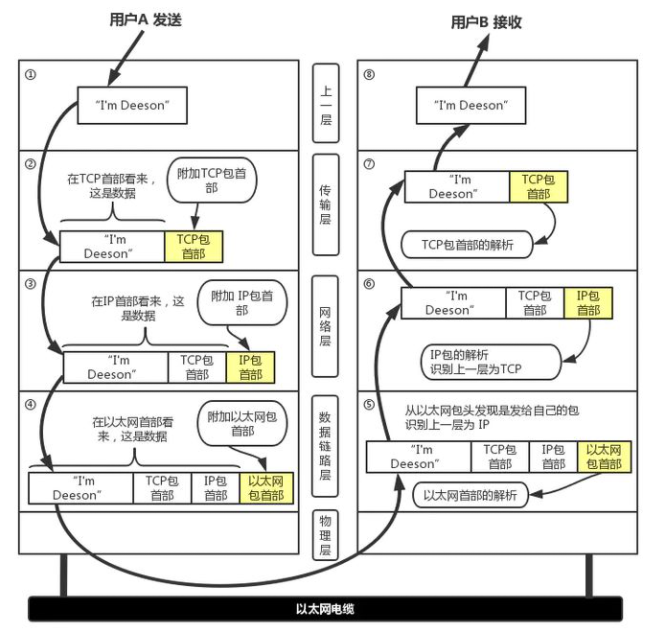 用户A 发送
用户B 接收
①
"I'm Deeson"
②
在TCP首部看来，
这是数据
附加TCP包首
部
"I'm
Deeson"
TCP包
首部
③
在IP首部看来，这
是数据
附加 IP包首
部
"I'm
Deeson"
TCP包
首部
IP包
首部
④
在以太网首部看
来，这是数据
附加以太网包
首部
"I'm
Deeson"
TCP包
首部
IP包
首部
以太网
包首部
上
一
层
传
输
层
网
络
层
数
据
链
路
层
物
理
层
⑧
"I'm Deeson"
⑦
"I'm
Deeson"
TCP包
首部
TCP包首部的解析
⑥
"I'm
Deeson"
TCP包
首部
IP包
首部
IP包的解析
识别上一层为TCP
⑤
从以太网包头发现是发给自己的包
识别上一层为 IP
"I'm
Deeson"
TCP包
首部
IP包
首部
以太网
包首部
以太网首部的解析
以太网电缆